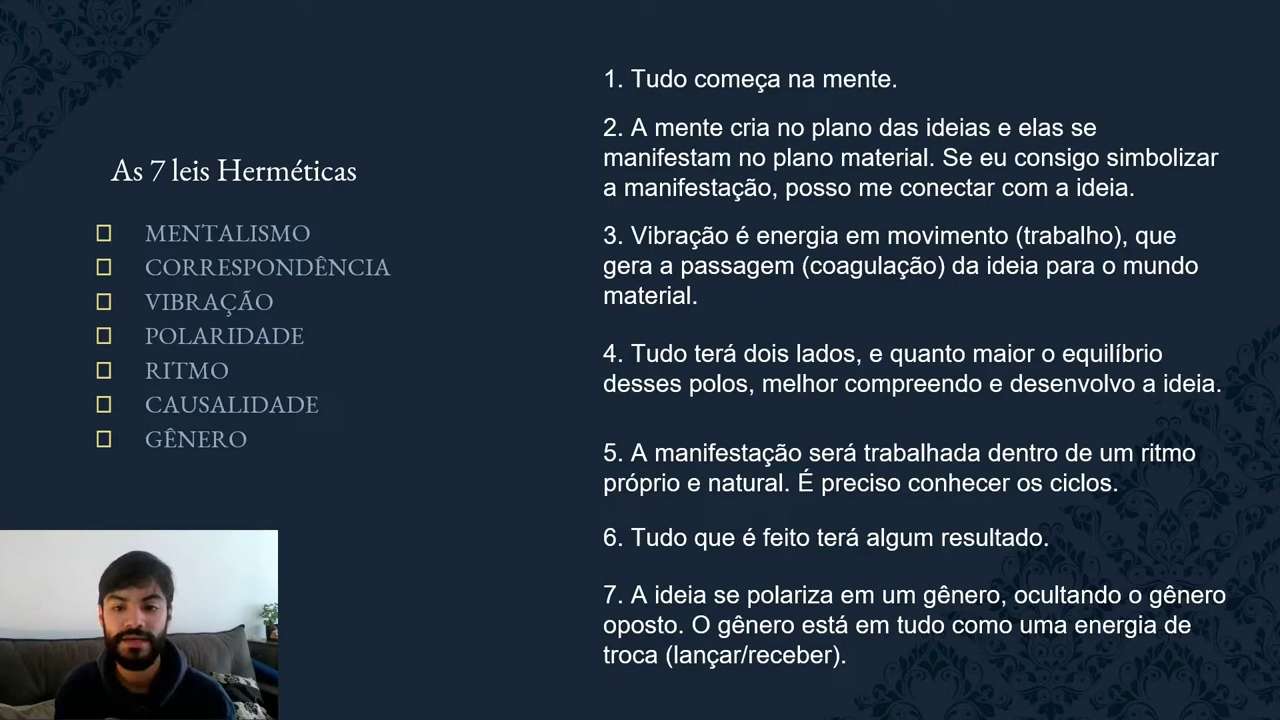 As 7 leis Herméticas
MENTALISMO
CORRESPONDÊNCIA
VIBRAÇÃO
POLARIDADE
RITMO
CAUSALIDADE
GÊNERO
1. Tudo começa na mente.
2. A mente cria no plano das ideias e elas se
manifestam no plano material. Se eu consigo simbolizar
a manifestação, posso me conectar com a ideia.
3. Vibração é energia em movimento (trabalho), que
gera a passagem (coagulação) da ideia para o mundo
material.
4. Tudo terá dois lados, e quanto maior o equilíbrio
desses polos, melhor compreendo e desenvolvo a ideia.
5. A manifestação será trabalhada dentro de um ritmo
próprio e natural. É preciso conhecer os ciclos.
6. Tudo que é feito terá algum resultado.
7. A ideia se polariza em um gênero, ocultando o gênero
oposto. O gênero está em tudo como uma energia de
troca (lançar/receber).